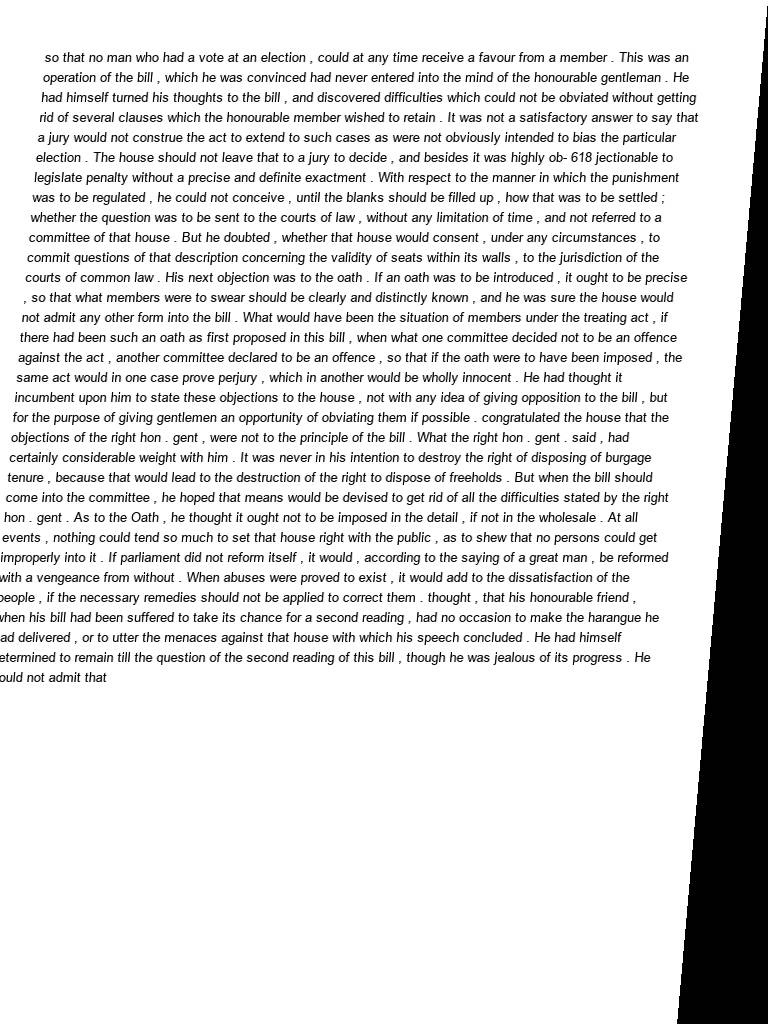 so that no man who had a vote at an election , could at any time receive a favour from a member . This was an
operation of the bill , which he was convinced had never entered into the mind of the honourable gentleman . He
had himself turned his thoughts to the bill , and discovered difficulties which could not be obviated without getting
rid of several clauses which the honourable member wished to retain . It was not a satisfactory answer to say that
a jury would not construe the act to extend to such cases as were not obviously intended to bias the particular
election . The house should not leave that to a jury to decide , and besides it was highly ob- 618 jectionable to
legislate penalty without a precise and definite exactment . With respect to the manner in which the punishment
was to be regulated , he could not conceive , until the blanks should be filled up , how that was to be settled ;
whether the question was to be sent to the courts of law , without any limitation of time , and not referred to a
committee of that house . But he doubted , whether that house would consent , under any circumstances , to
commit questions of that description concerning the validity of seats within its walls , to the jurisdiction of the
courts of common law . His next objection was to the oath . If an oath was to be introduced , it ought to be precise
, so that what members were to swear should be clearly and distinctly known , and he was sure the house would
not admit any other form into the bill . What would have been the situation of members under the treating act , if
there had been such an oath as first proposed in this bill , when what one committee decided not to be an offence
against the act , another committee declared to be an offence , so that if the oath were to have been imposed , the
same act would in one case prove perjury , which in another would be wholly innocent . He had thought it
incumbent upon him to state these objections to the house , not with any idea of giving opposition to the bill , but
for the purpose of giving gentlemen an opportunity of obviating them if possible . congratulated the house that the
objections of the right hon . gent , were not to the principle of the bill . What the right hon . gent . said , had
certainly considerable weight with him . It was never in his intention to destroy the right of disposing of burgage
tenure , because that would lead to the destruction of the right to dispose of freeholds . But when the bill should
come into the committee , he hoped that means would be devised to get rid of all the difficulties stated by the right
hon . gent . As to the Oath , he thought it ought not to be imposed in the detail , if not in the wholesale . At all
events , nothing could tend so much to set that house right with the public , as to shew that no persons could get
improperly into it . If parliament did not reform itself , it would , according to the saying of a great man , be reformed
with a vengeance from without . When abuses were proved to exist , it would add to the dissatisfaction of the
people , if the necessary remedies should not be applied to correct them . thought , that his honourable friend ,
when his bill had been suffered to take its chance for a second reading , had no occasion to make the harangue he
ad delivered , or to utter the menaces against that house with which his speech concluded . He had himself
etermined to remain till the question of the second reading of this bill , though he was jealous of its progress . He
ould not admit that